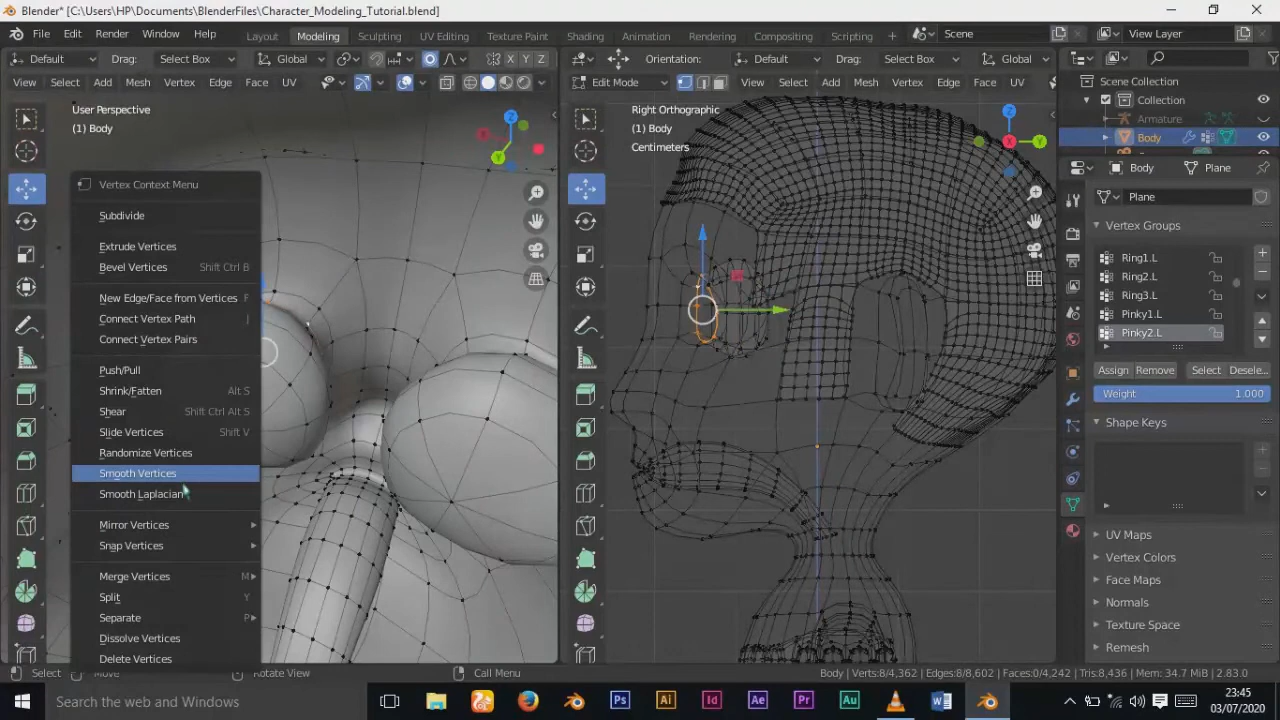 Blender* [C:\Users\HP\Documents\BlenderFiles\Character_Modeling_Tutorial.blend]
File Edit Render Window Help Layout Modeling Sculpting UV Editing Texture Paint Shading Animation Rendering Compositing Scripting + Scene View Layer
Default Drag: Select Box Global X Y Z Orientation: Default Drag: Select Box Global
View Select Add Mesh Vertex Edge Face UV Edit Mode View Select Add Mesh Vertex Edge Face UV
Scene Collection
Collection
Armature
Body
User Perspective
(1) Body
Right Orthographic
(1) Body
Centimeters
Body Plane
Plane
Vertex Groups
Ring1.L
Ring2.L
Ring3.L
Pinky1.L
Pinky2.L
Assign Remove Select Desele...
Weight 1.000
Shape Keys
UV Maps
Vertex Colors
Face Maps
Normals
Texture Space
Remesh
Vertex Context Menu
Subdivide
Extrude Vertices
Bevel Vertices Shift Ctrl B
New Edge/Face from Vertices F
Connect Vertex Path J
Connect Vertex Pairs
Push/Pull
Shrink/Fatten Alt S
Shear Shift Ctrl Alt S
Slide Vertices Shift V
Randomize Vertices
Smooth Vertices
Smooth Laplacian
Mirror Vertices
Snap Vertices
Merge Vertices M
Split Y
Separate P
Dissolve Vertices
Delete Vertices
Select Move Rotate View Call Menu Body | Verts:8/4,362 | Edges:8/8,602 | Faces:0/4,242 | Tris:8,436 | Mem: 34.7 MiB | 2.83.0
Search the web and Windows Ps Ai Id Ae Pr Au 23:45
03/07/2020